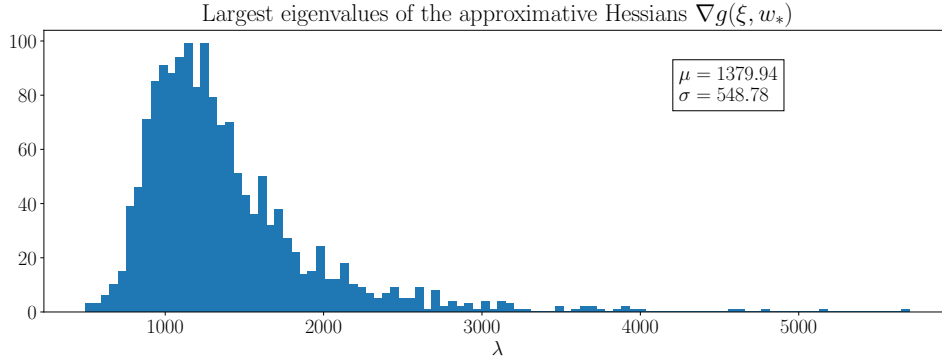 Largest eigenvalues of the approximative Hessians ∇g(ξ, w∗)
μ = 1379.94
σ = 548.78
100
80
60
40
20
0
1000 2000 3000 4000 5000
λ